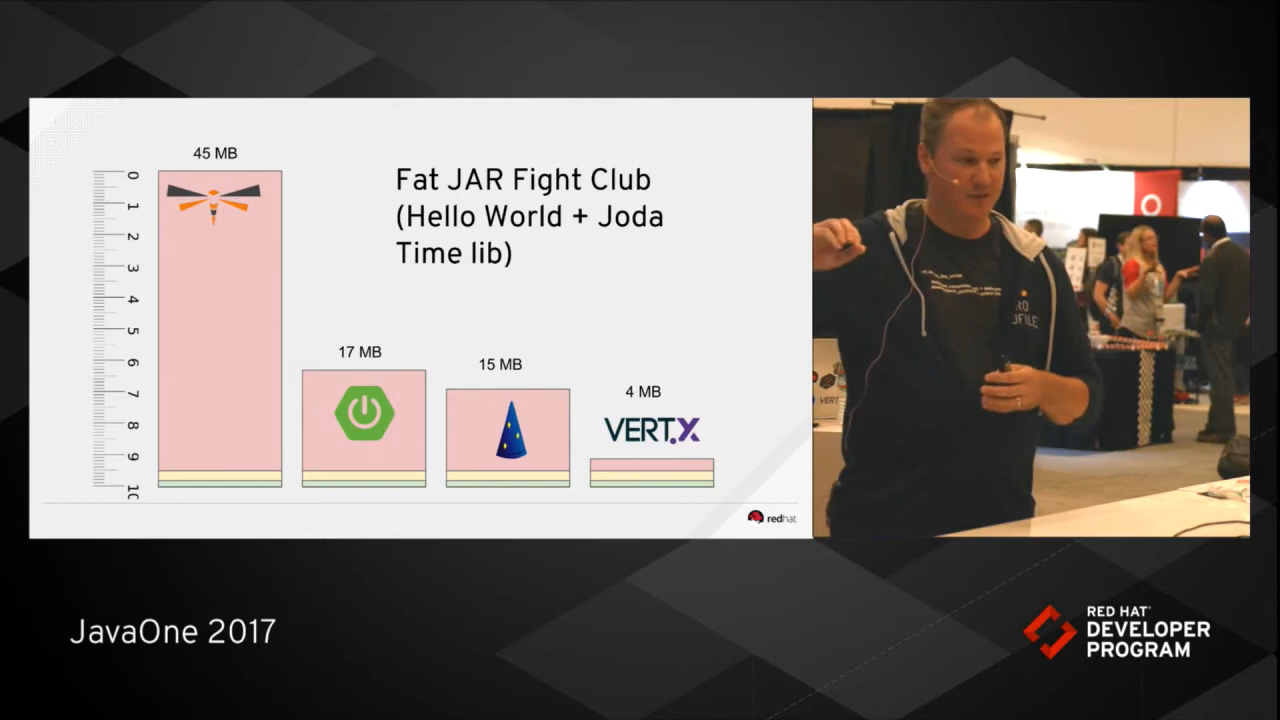 45 MB
Fat JAR Fight Club
(Hello World + Joda
Time lib)
0
1
2
3
4
5
6
7
8
9
10
17 MB
15 MB
4 MB
VERT.X
redhat
JavaOne 2017
RED HAT
DEVELOPER
PROGRAM